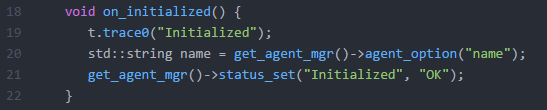 18 void on_initialized() {
19 t.trace0("Initialized");
20 std::string name = get_agent_mgr()->agent_option("name");
21 get_agent_mgr()->status_set("Initialized", "OK");
22 }